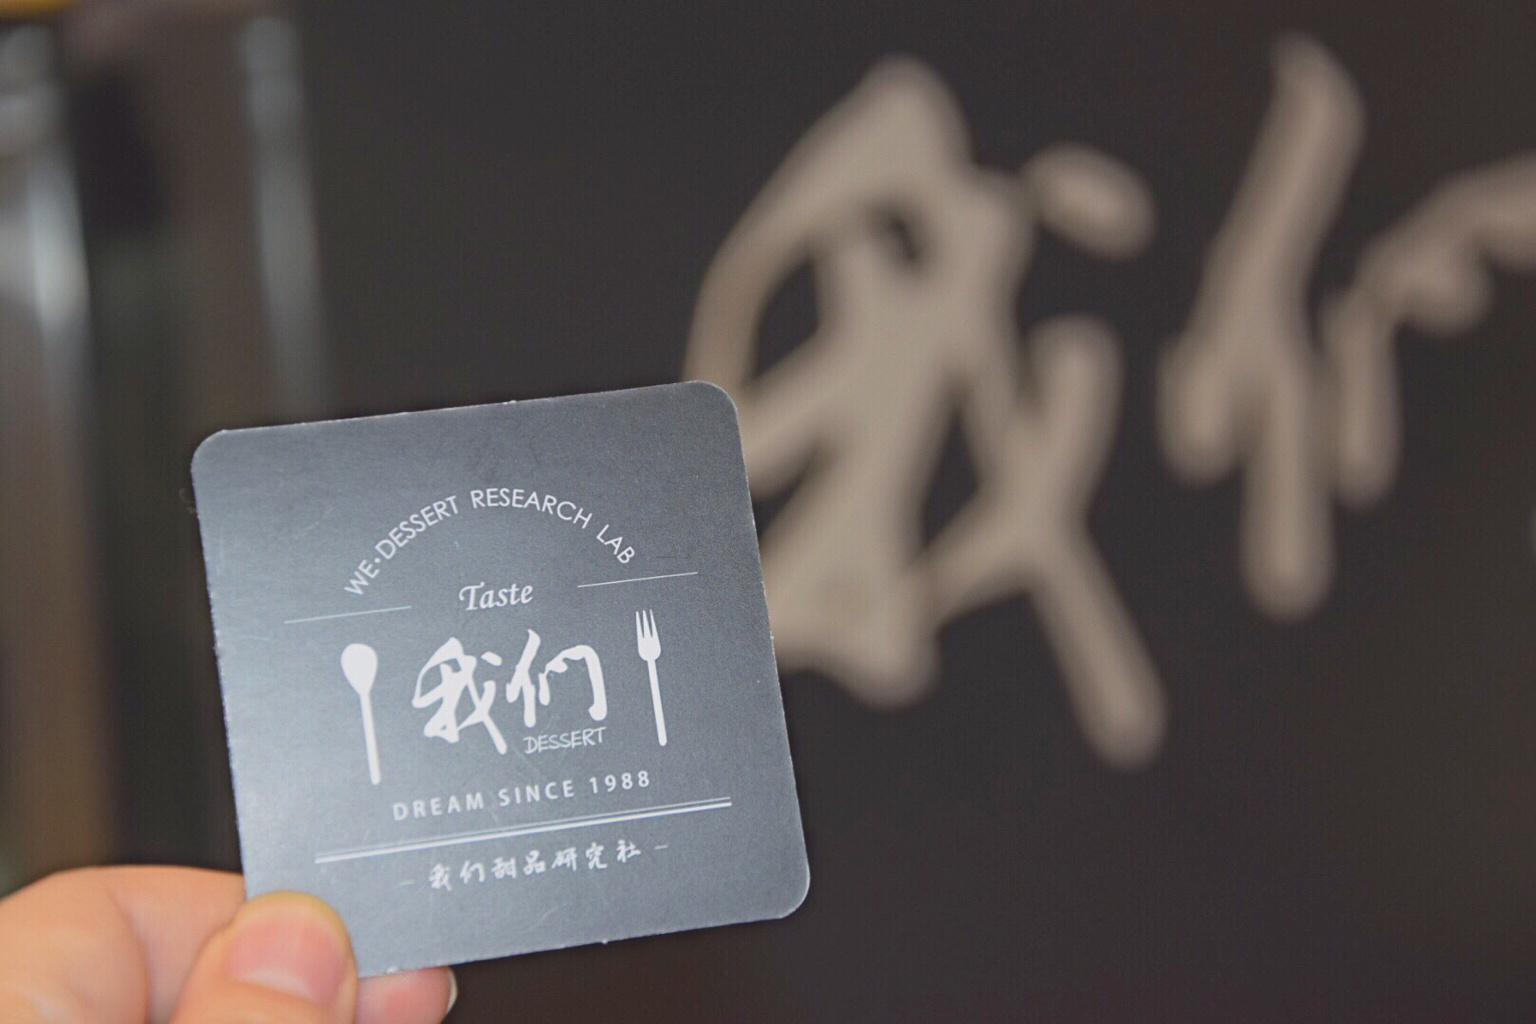 WE·DESSERT RESEARCH LAB
Taste
我们
DESSERT
DREAM SINCE 1988
- 我们甜品研究社 -
我们